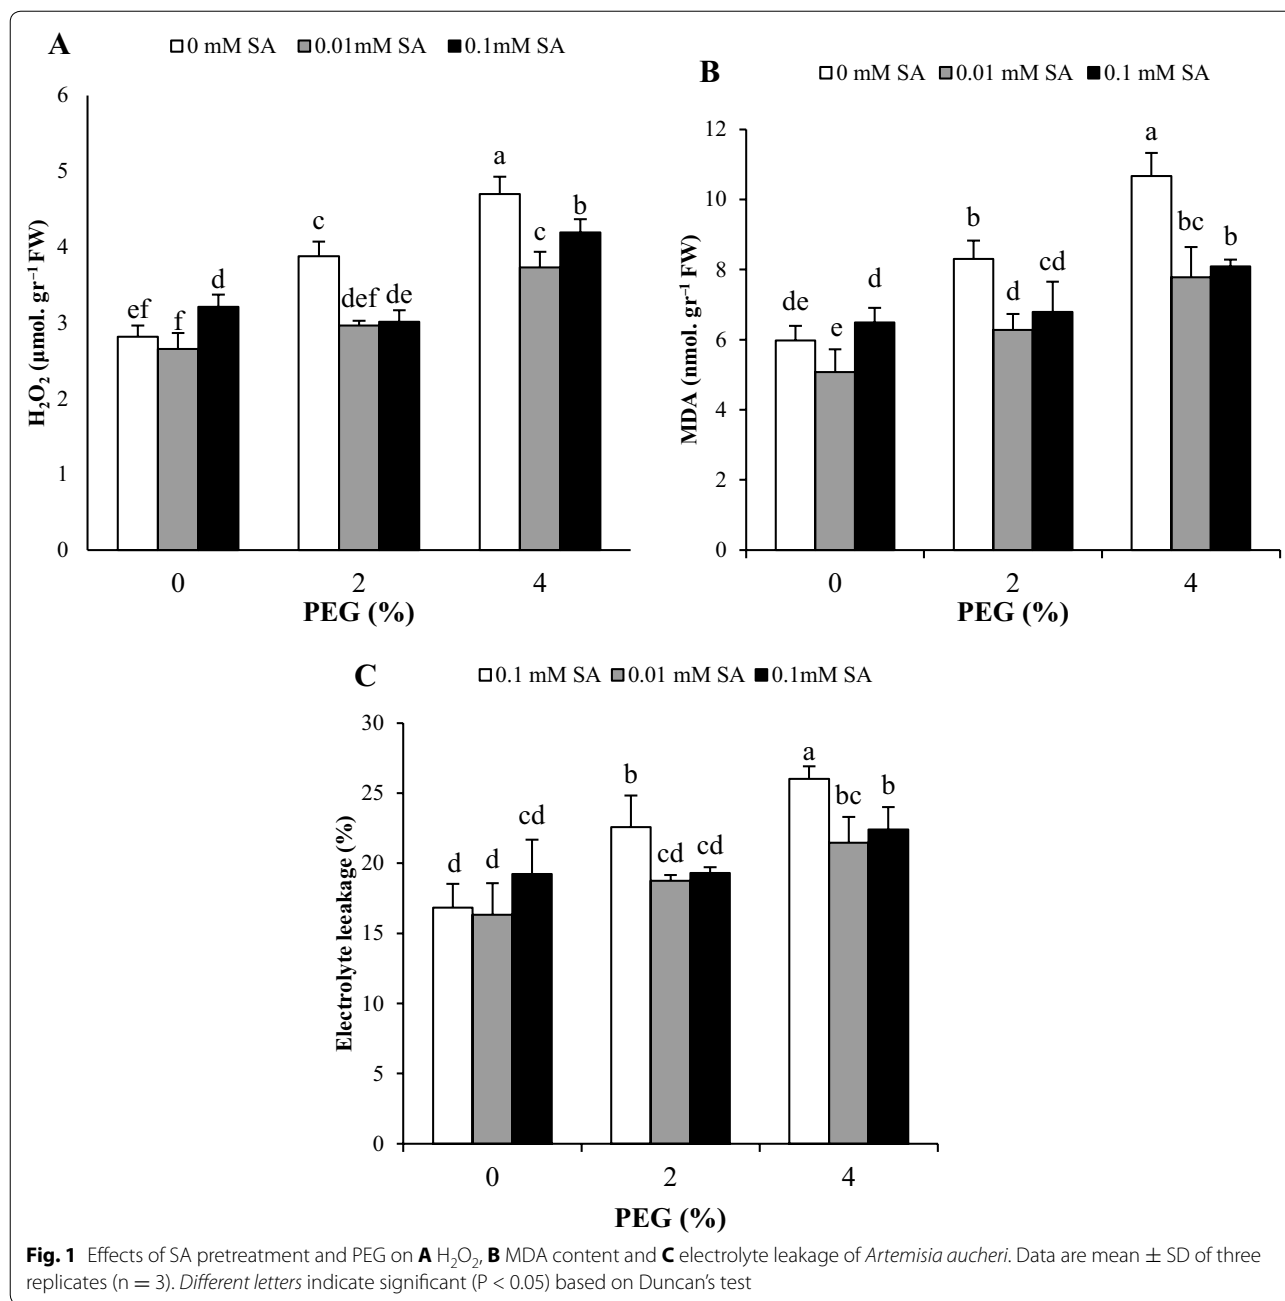 A
0 mM SA 0.01mM SA 0.1mM SA
H₂O₂ (µmol. gr⁻¹ FW)
6
5
4
3
2
1
0
ef f d
c def de
a c b
0 2 4
PEG (%)
B
0 mM SA 0.01 mM SA 0.1 mM SA
MDA (nmol. gr⁻¹ FW)
12
10
8
6
4
2
0
de e d
b d cd
a bc b
0 2 4
PEG (%)
C
0.1 mM SA 0.01 mM SA 0.1mM SA
Electrolyte leeakage (%)
30
25
20
15
10
5
0
d d cd
b cd cd
a bc b
0 2 4
PEG (%)
Fig. 1 Effects of SA pretreatment and PEG on A H₂O₂, B MDA content and C electrolyte leakage of Artemisia aucheri. Data are mean ± SD of three
replicates (n = 3). Different letters indicate significant (P < 0.05) based on Duncan's test